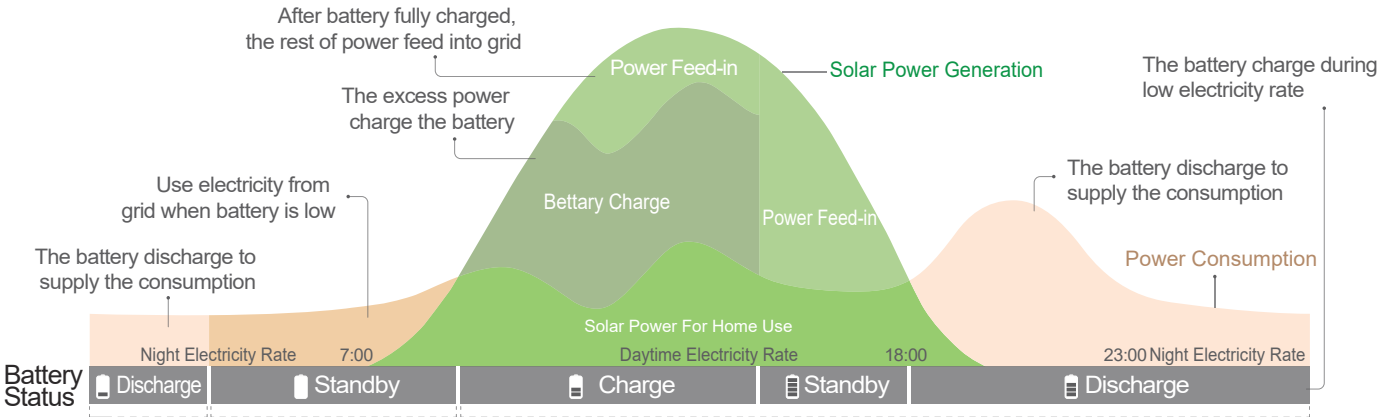 After battery fully charged,
the rest of power feed into grid
Power Feed-in
Solar Power Generation
The battery charge during
low electricity rate
The excess power
charge the battery
The battery discharge to
supply the consumption
Use electricity from
grid when battery is low
Bettary Charge
Power Feed-in
The battery discharge to
supply the consumption
Power Consumption
Solar Power For Home Use
Night Electricity Rate 7:00 Daytime Electricity Rate 18:00 23:00 Night Electricity Rate
Battery
Status
Discharge Standby Charge Standby Discharge